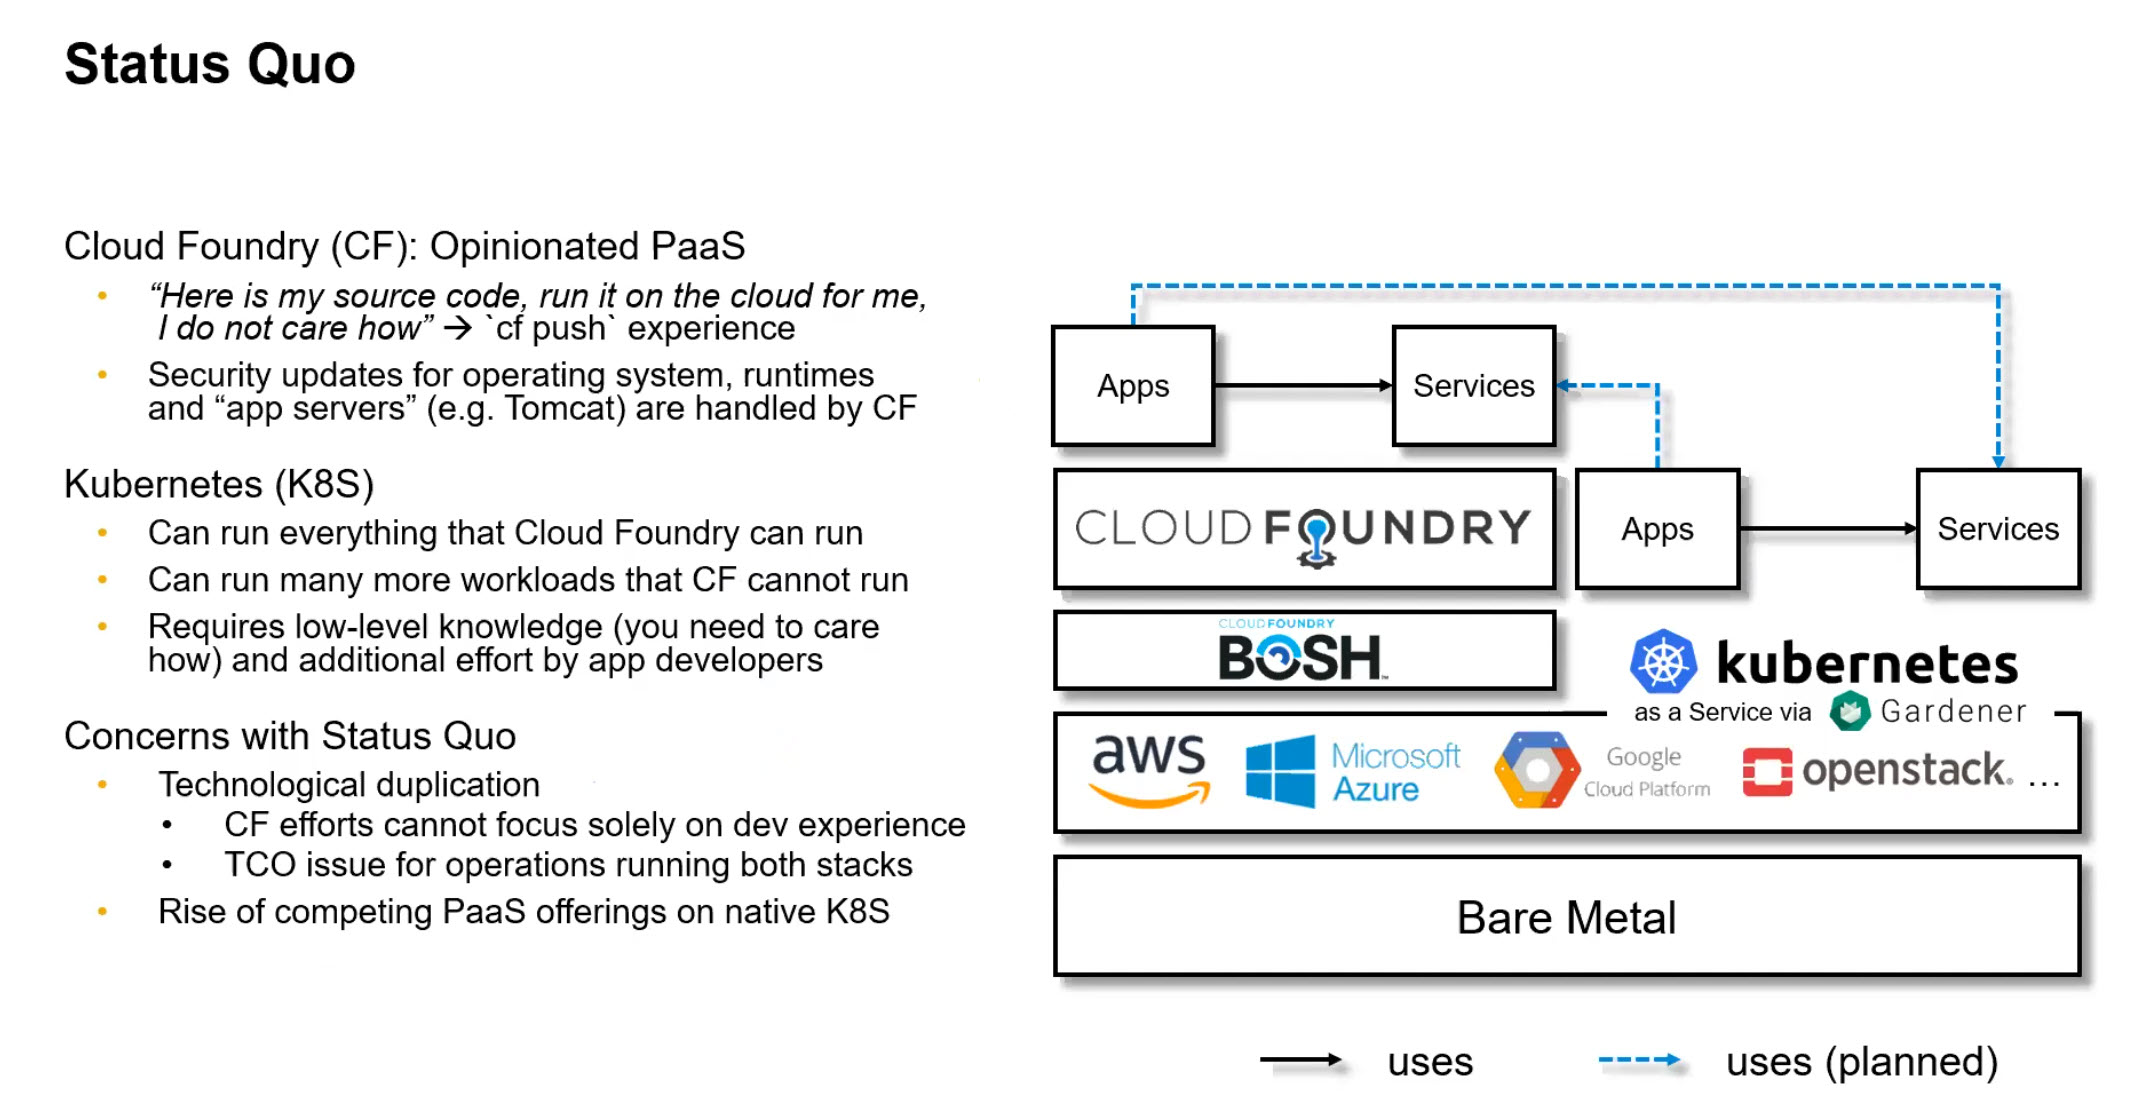 Status Quo
Cloud Foundry (CF): Opinionated PaaS
• “Here is my source code, run it on the cloud for me,
I do not care how” → `cf push` experience
• Security updates for operating system, runtimes
and “app servers” (e.g. Tomcat) are handled by CF
Kubernetes (K8S)
• Can run everything that Cloud Foundry can run
• Can run many more workloads that CF cannot run
• Requires low-level knowledge (you need to care
how) and additional effort by app developers
Concerns with Status Quo
• Technological duplication
• CF efforts cannot focus solely on dev experience
• TCO issue for operations running both stacks
• Rise of competing PaaS offerings on native K8S
Apps
Services
CLOUD FOUNDRY
Apps
Services
CLOUDFOUNDRY
BOSH™
kubernetes
as a Service via Gardener
aws
Microsoft
Azure
Google
Cloud Platform
openstack. ...
Bare Metal
uses
uses (planned)